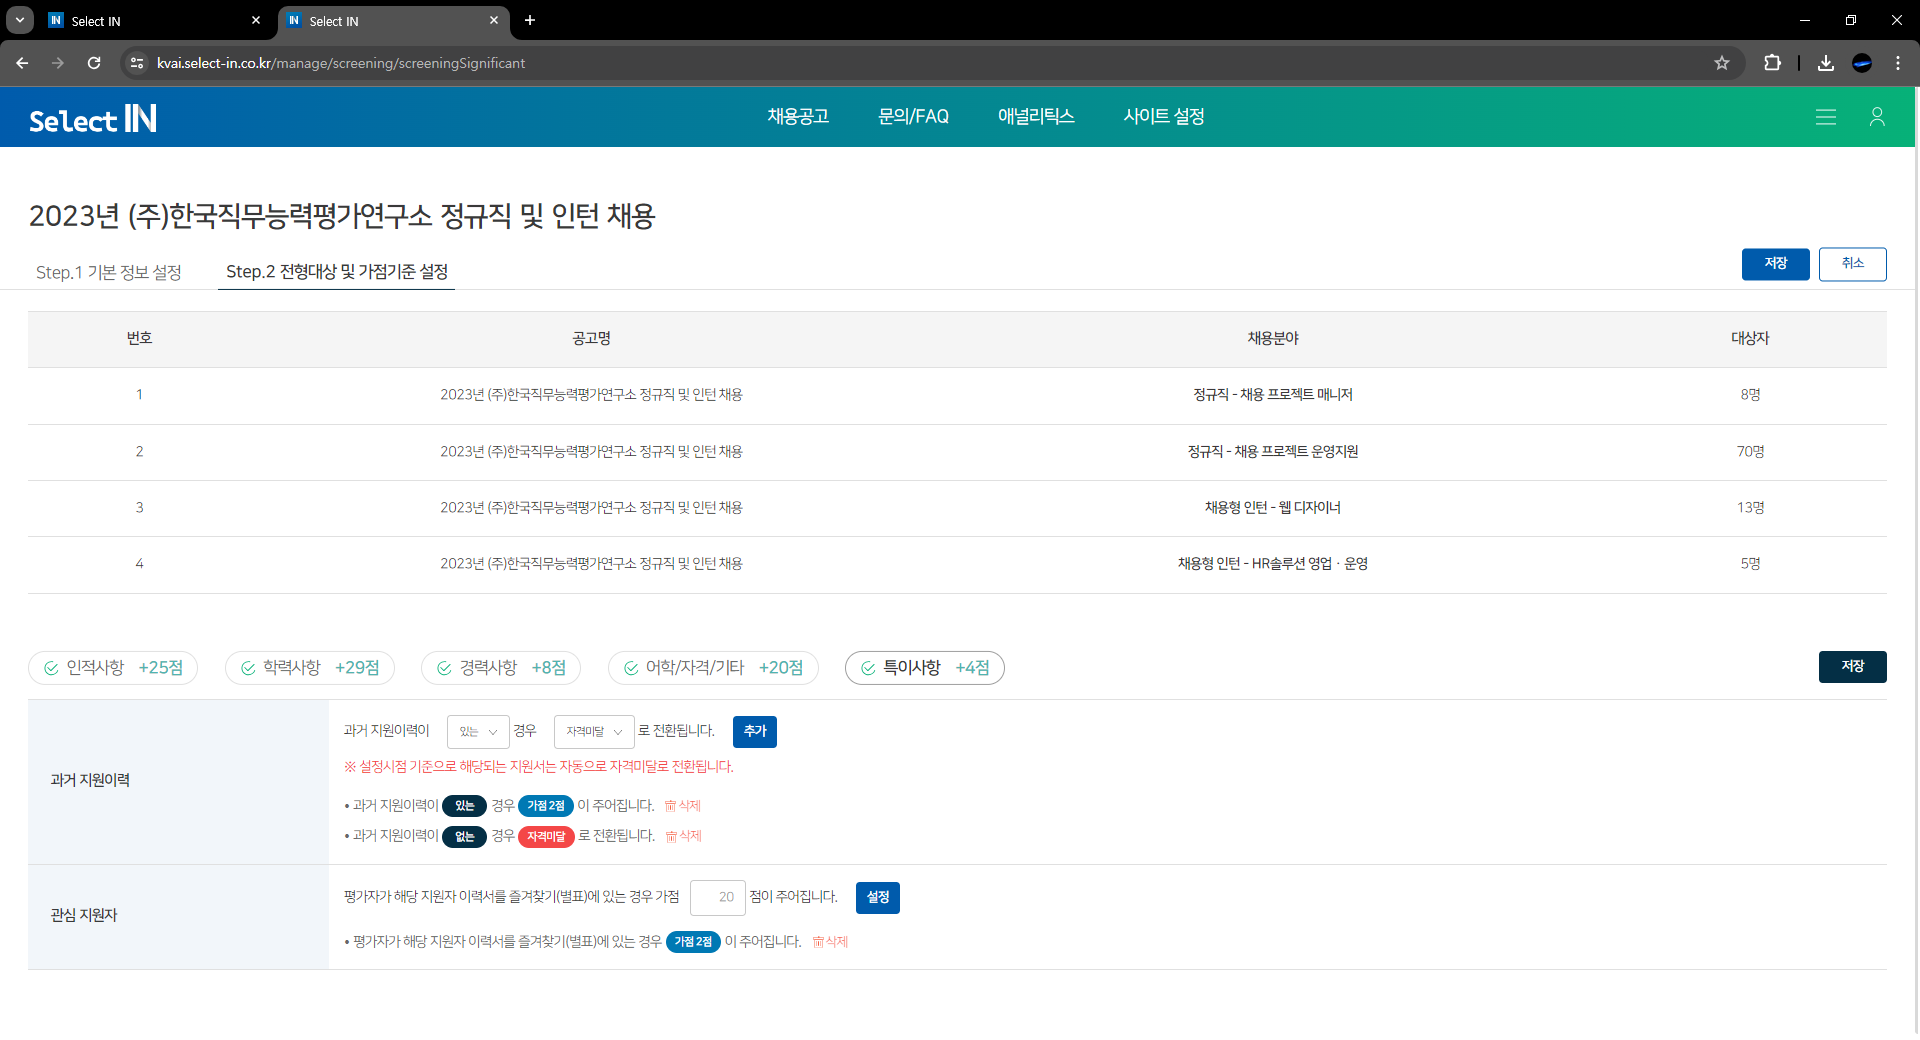 Select IN
Select IN
kvai.select-in.co.kr/manage/screening/screeningSignificant
Select IN
채용공고 문의/FAQ 애널리틱스 사이트 설정
2023년 (주)한국직무능력평가연구소 정규직 및 인턴 채용
Step.1 기본 정보 설정 Step.2 전형대상 및 가점기준 설정 저장 취소
번호 공고명 채용분야 대상자
1 2023년 (주)한국직무능력평가연구소 정규직 및 인턴 채용 정규직 - 채용 프로젝트 매니저 8명
2 2023년 (주)한국직무능력평가연구소 정규직 및 인턴 채용 정규직 - 채용 프로젝트 운영지원 70명
3 2023년 (주)한국직무능력평가연구소 정규직 및 인턴 채용 채용형 인턴 - 웹 디자이너 13명
4 2023년 (주)한국직무능력평가연구소 정규직 및 인턴 채용 채용형 인턴 - HR솔루션 영업 · 운영 5명
인적사항 +25점 학력사항 +29점 경력사항 +8점 어학/자격/기타 +20점 특이사항 +4점 저장
과거 지원이력
과거 지원이력이 있는 경우 자격미달 로 전환됩니다. 추가
※ 설정시점 기준으로 해당되는 지원서는 자동으로 자격미달로 전환됩니다.
• 과거 지원이력이 있는 경우 가점 2점 이 주어집니다. 삭제
• 과거 지원이력이 없는 경우 자격미달 로 전환됩니다. 삭제
관심 지원자
평가자가 해당 지원자 이력서를 즐겨찾기(별표)에 있는 경우 가점 20 점이 주어집니다. 설정
• 평가자가 해당 지원자 이력서를 즐겨찾기(별표)에 있는 경우 가점 2점 이 주어집니다. 삭제